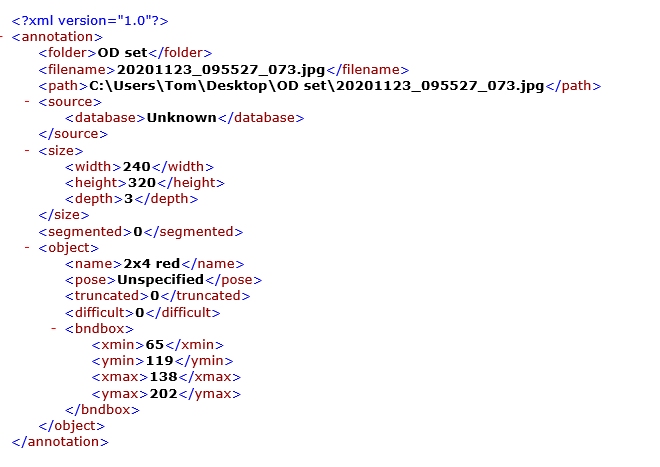 <?xml version="1.0"?>
- <annotation>
<folder>OD set</folder>
<filename>20201123_095527_073.jpg</filename>
<path>C:\Users\Tom\Desktop\OD set\20201123_095527_073.jpg</path>
- <source>
<database>Unknown</database>
</source>
- <size>
<width>240</width>
<height>320</height>
<depth>3</depth>
</size>
<segmented>0</segmented>
- <object>
<name>2x4 red</name>
<pose>Unspecified</pose>
<truncated>0</truncated>
<difficult>0</difficult>
- <bndbox>
<xmin>65</xmin>
<ymin>119</ymin>
<xmax>138</xmax>
<ymax>202</ymax>
</bndbox>
</object>
</annotation>